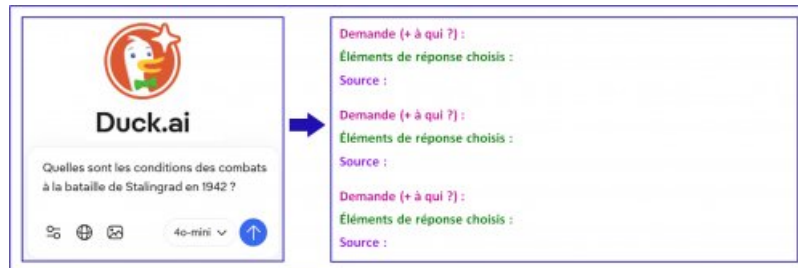 Duck.ai
Quelles sont les conditions des combats
à la bataille de Stalingrad en 1942 ?
4o-mini
Demande (+ à qui ?) :
Éléments de réponse choisis :
Source :
Demande (+ à qui ?) :
Éléments de réponse choisis :
Source :
Demande (+ à qui ?) :
Éléments de réponse choisis :
Source :